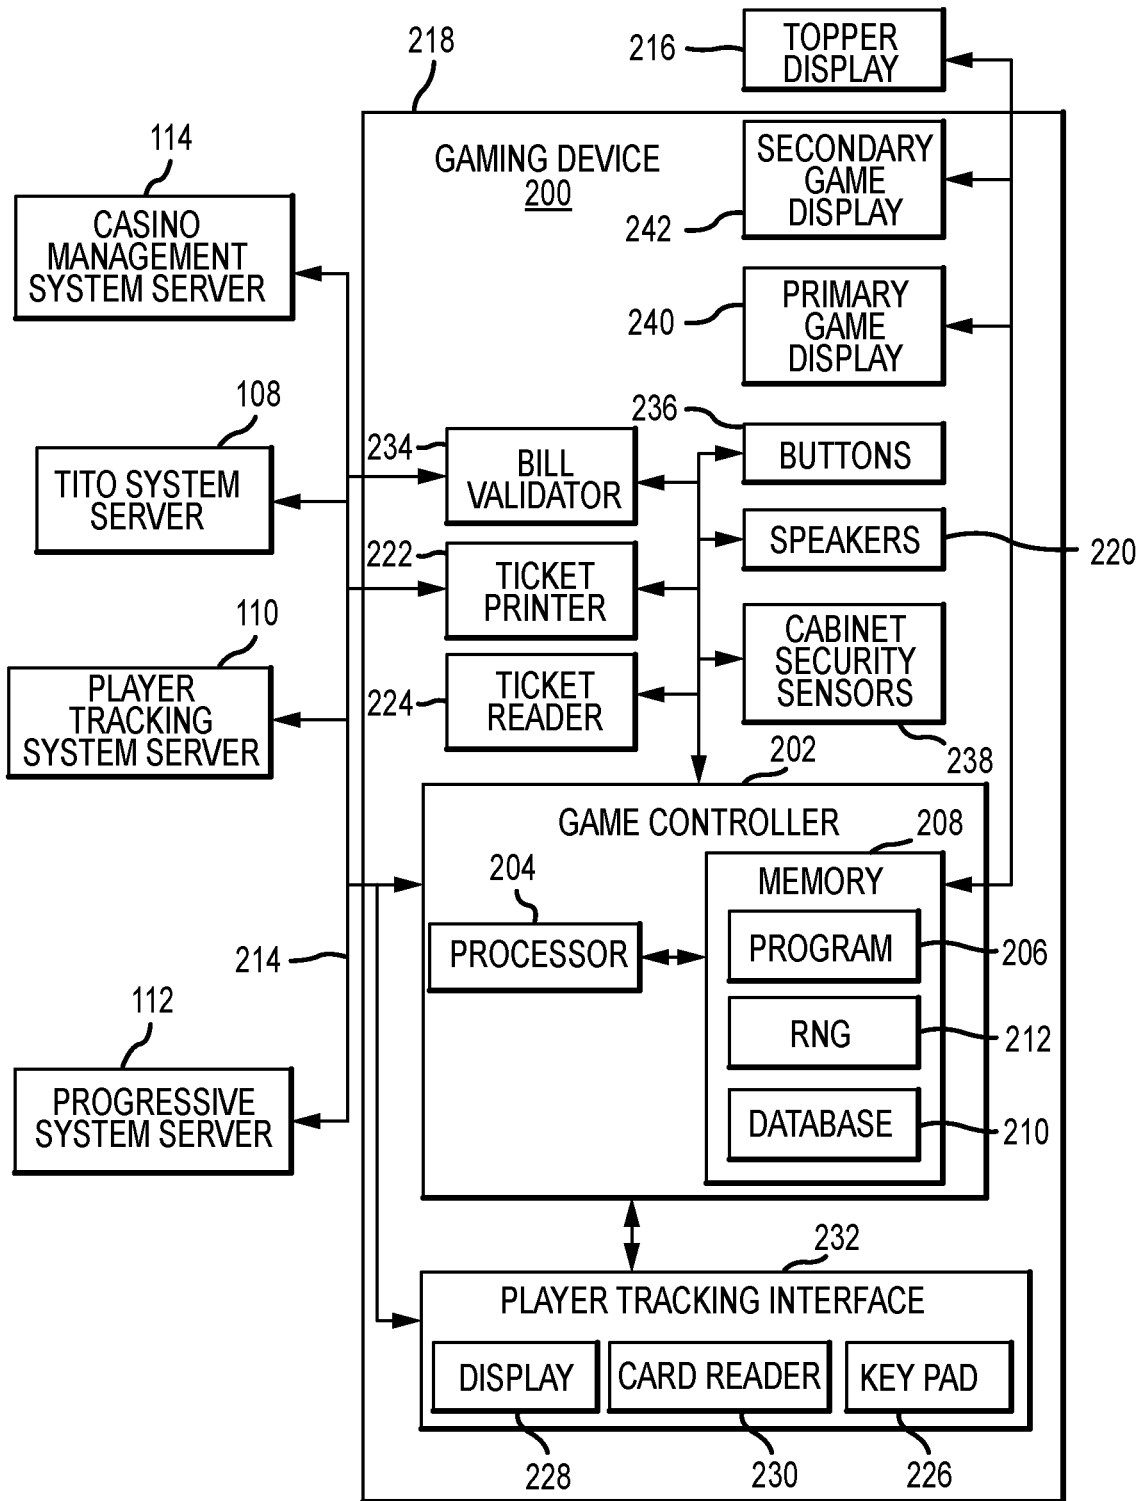 218
216
TOPPER
DISPLAY
114
GAMING DEVICE
200
SECONDARY
GAME
DISPLAY
242
CASINO
MANAGEMENT
SYSTEM SERVER
240
PRIMARY
GAME
DISPLAY
108
234
BILL
VALIDATOR
236
BUTTONS
TITO SYSTEM
SERVER
SPEAKERS
220
222
TICKET
PRINTER
110
CABINET
SECURITY
SENSORS
PLAYER
TRACKING
SYSTEM SERVER
224
TICKET
READER
238
202
GAME CONTROLLER
208
204
MEMORY
PROCESSOR
PROGRAM
206
214
112
RNG
212
PROGRESSIVE
SYSTEM SERVER
DATABASE
210
232
PLAYER TRACKING INTERFACE
DISPLAY
CARD READER
KEY PAD
228
230
226